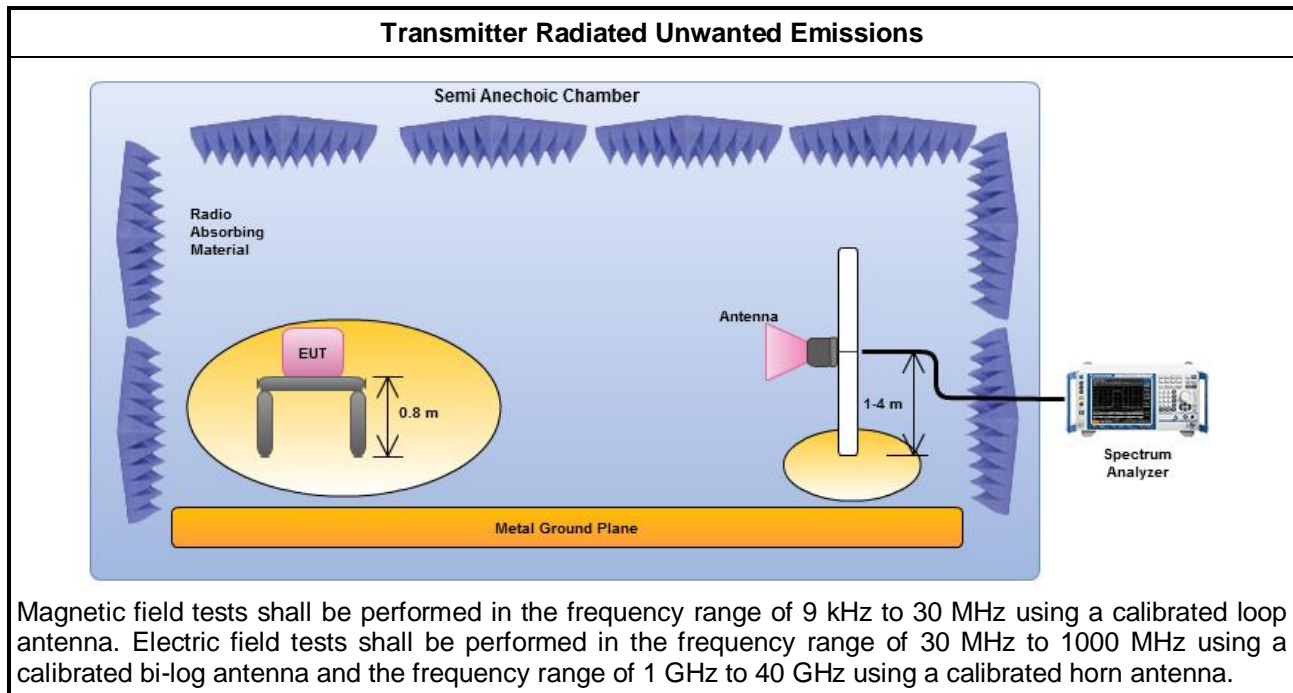 Transmitter Radiated Unwanted Emissions
Semi Anechoic Chamber
Radio
Absorbing
Material
Antenna
EUT
0.8 m
1-4 m
Spectrum
Analyzer
Metal Ground Plane
Magnetic field tests shall be performed in the frequency range of 9 kHz to 30 MHz using a calibrated loop
antenna. Electric field tests shall be performed in the frequency range of 30 MHz to 1000 MHz using a
calibrated bi-log antenna and the frequency range of 1 GHz to 40 GHz using a calibrated horn antenna.